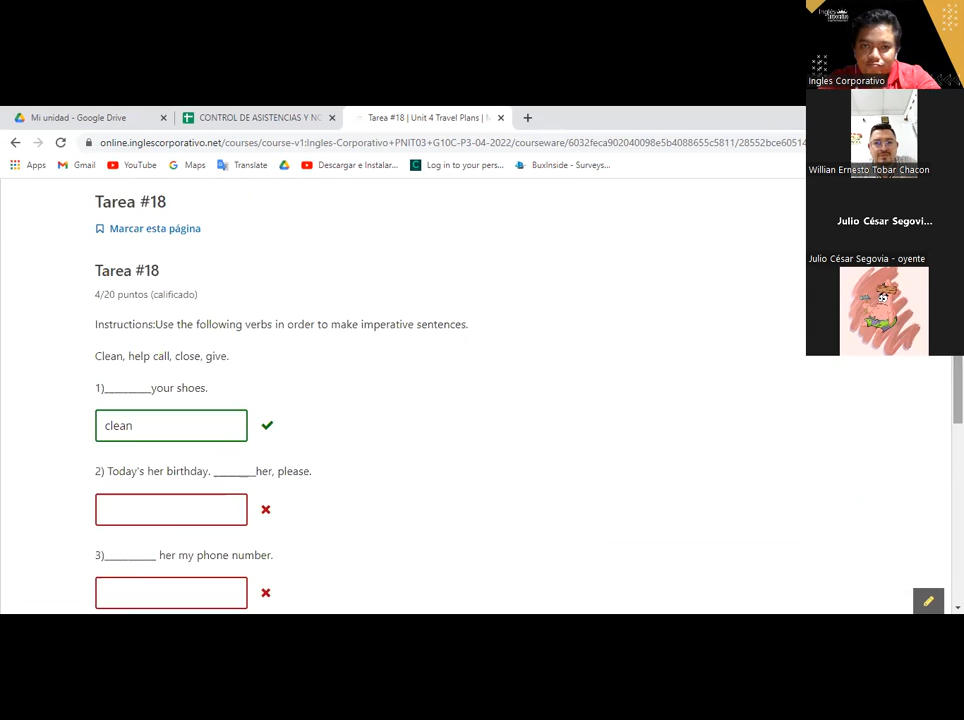 Inglés
Corporativo
Ingles Corporativo
Mi unidad - Google Drive
CONTROL DE ASISTENCIAS Y NO
Tarea #18 | Unit 4 Travel Plans |
online.inglescorporativo.net/courses/course-v1:Ingles-Corporativo+PNIT03+G10C-P3-04-2022/courseware/6032feca902040098e5b4088655c5811/28552bce60514
Apps
Gmail
YouTube
Maps
Translate
Descargar e Instalar...
Log in to your pers...
BuxInside - Surveys...
Willian Ernesto Tobar Chacon
Julio César Segovi...
Julio César Segovia - oyente
Tarea #18
Marcar esta página
Tarea #18
4/20 puntos (calificado)
Instructions:Use the following verbs in order to make imperative sentences.
Clean, help call, close, give.
1)_________your shoes.
clean
2) Today's her birthday. ________her, please.
3)__________ her my phone number.